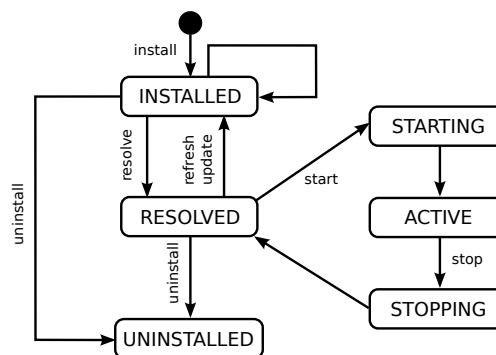 install
INSTALLED
STARTING
resolve
refresh
update
start
uninstall
RESOLVED
ACTIVE
uninstall
stop
STOPPING
UNINSTALLED